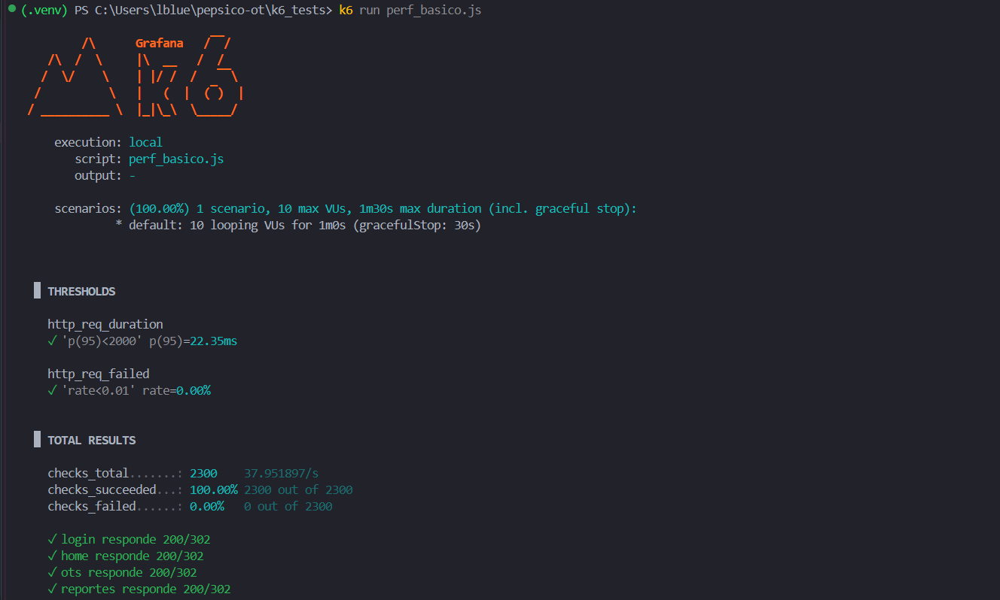 (.venv) PS C:\Users\lblue\pepsico-ot\k6_tests> k6 run perf_basico.js
Grafana
k6
execution: local
script: perf_basico.js
output: -
scenarios: (100.00%) 1 scenario, 10 max VUs, 1m30s max duration (incl. graceful stop):
* default: 10 looping VUs for 1m0s (gracefulStop: 30s)
THRESHOLDS
http_req_duration
✓ 'p(95)<2000' p(95)=22.35ms
http_req_failed
✓ 'rate<0.01' rate=0.00%
TOTAL RESULTS
checks_total.......: 2300 37.951897/s
checks_succeeded...: 100.00% 2300 out of 2300
checks_failed......: 0.00% 0 out of 2300
✓ login responde 200/302
✓ home responde 200/302
✓ ots responde 200/302
✓ reportes responde 200/302